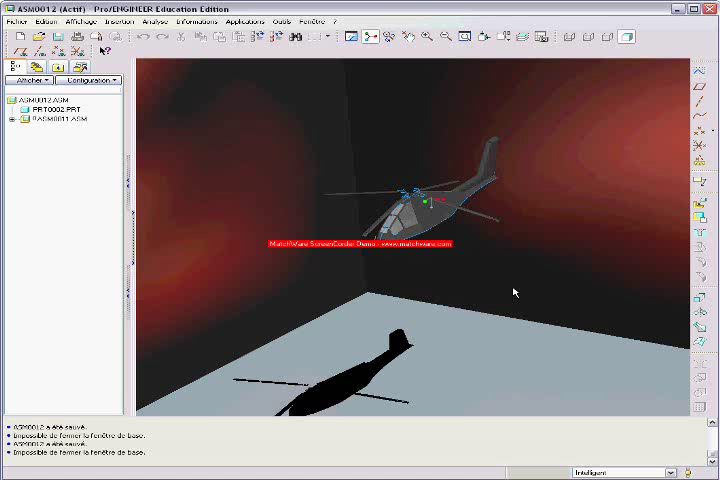 ASM0012 (Actif) - Pro/ENGINEER Education Edition
Fichier Edition Affichage Insertion Analyse Informations Applications Outils Fenêtre ?
Afficher Configuration
ASM0012.ASM
PRT0002.PRT
ASM0011.ASM
MatchWare ScreenCorder Demo - www.matchware.com
ASM0012 a été sauvé.
Impossible de fermer la fenêtre de base.
ASM0012 a été sauvé.
Impossible de fermer la fenêtre de base.
Intelligent